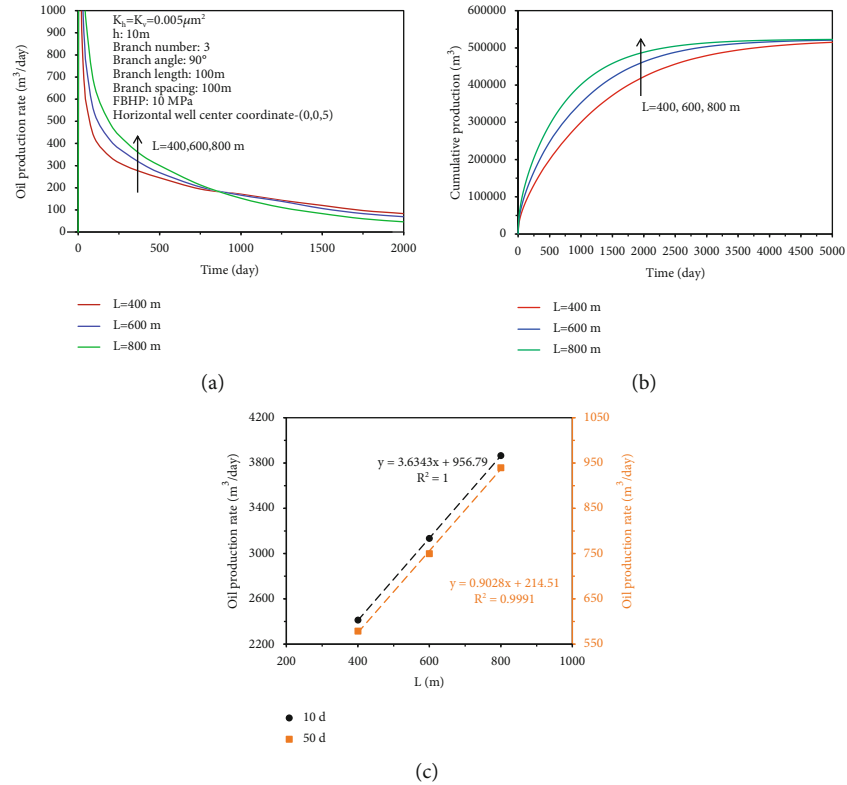 1000
900
800
700
600
500
400
300
200
100
0
Oil production rate (m³/day)
K_h=K_v=0.005μm²
h: 10m
Branch number: 3
Branch angle: 90°
Branch length: 100m
Branch spacing: 100m
FBHP: 10 MPa
Horizontal well center coordinate-(0,0,5)
L=400,600,800 m
0 500 1000 1500 2000
Time (day)
L=400 m
L=600 m
L=800 m
(a)
600000
500000
400000
300000
200000
100000
0
Cumulative production (m³)
L=400, 600, 800 m
0 500 1000 1500 2000 2500 3000 3500 4000 4500 5000
Time (day)
L=400 m
L=600 m
L=800 m
(b)
4200
3800
3400
3000
2600
2200
Oil production rate (m³/day)
y = 3.6343x + 956.79
R² = 1
y = 0.9028x + 214.51
R² = 0.9991
1050
950
850
750
650
550
Oil production rate (m³/day)
200 400 600 800 1000
L (m)
10 d
50 d
(c)